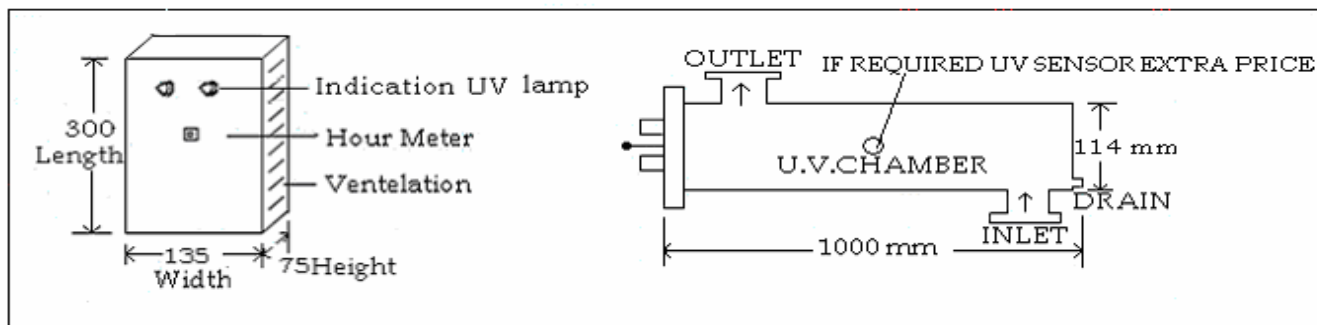 Indication UV lamp
Hour Meter
Ventelation
300
Length
135
Width
75Height
OUTLET
IF REQUIRED UV SENSOR EXTRA PRICE
U.V.CHAMBER
114 mm
DRAIN
INLET
1000 mm